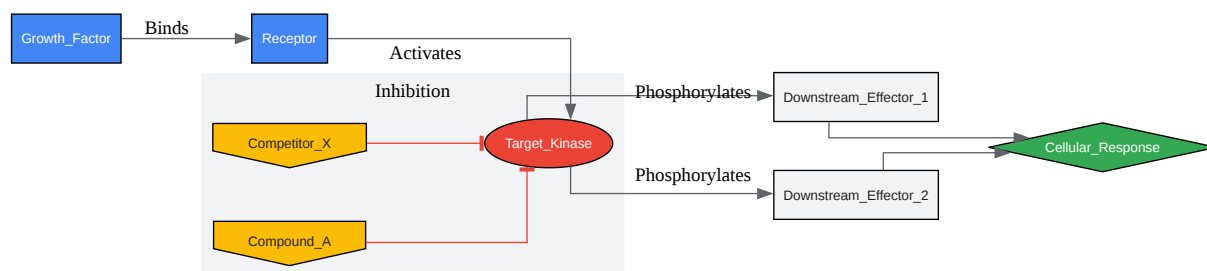 Growth_Factor
Binds
Receptor
Activates
Inhibition
Competitor_X
Target_Kinase
Compound_A
Phosphorylates
Downstream_Effector_1
Phosphorylates
Downstream_Effector_2
Cellular_Response